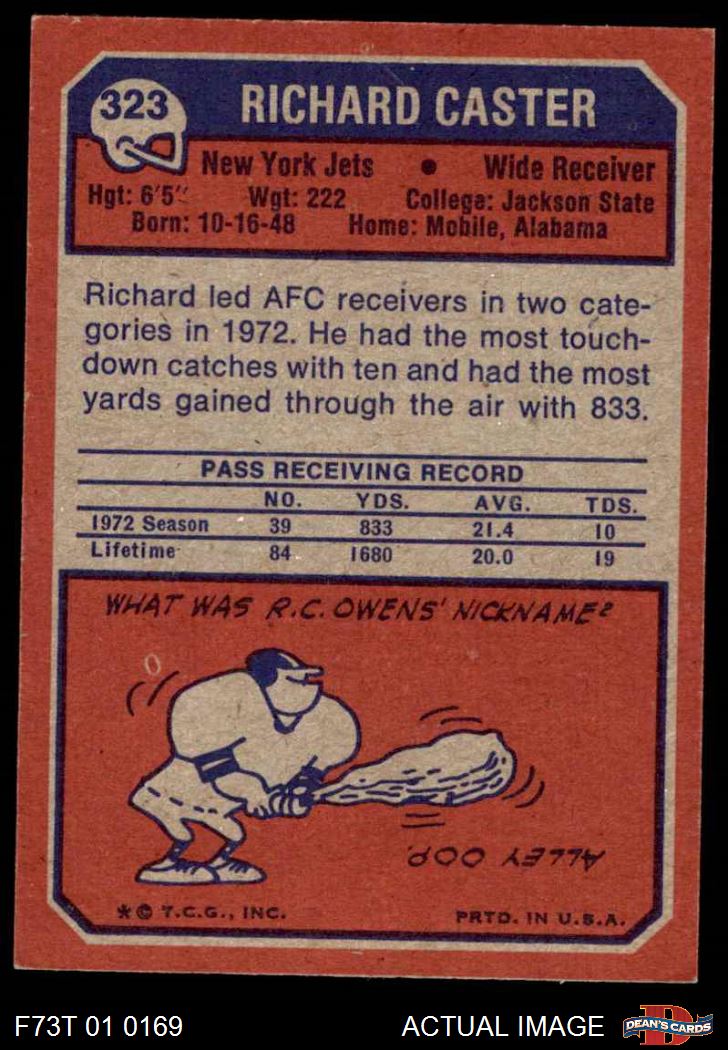 323
RICHARD CASTER
New York Jets • Wide Receiver
Hgt: 6'5" Wgt: 222 College: Jackson State
Born: 10-16-48 Home: Mobile, Alabama
Richard led AFC receivers in two cate-
gories in 1972. He had the most touch-
down catches with ten and had the most
yards gained through the air with 833.
PASS RECEIVING RECORD
NO. YDS. AVG. TDS.
1972 Season 39 833 21.4 10
Lifetime 84 1680 20.0 19
WHAT WAS R.C. OWENS' NICKNAME?
ALLEY OOP.
*© T.C.G., INC. PRTD. IN U.S.A.
F73T 01 0169 ACTUAL IMAGE D DEAN'S CARDS